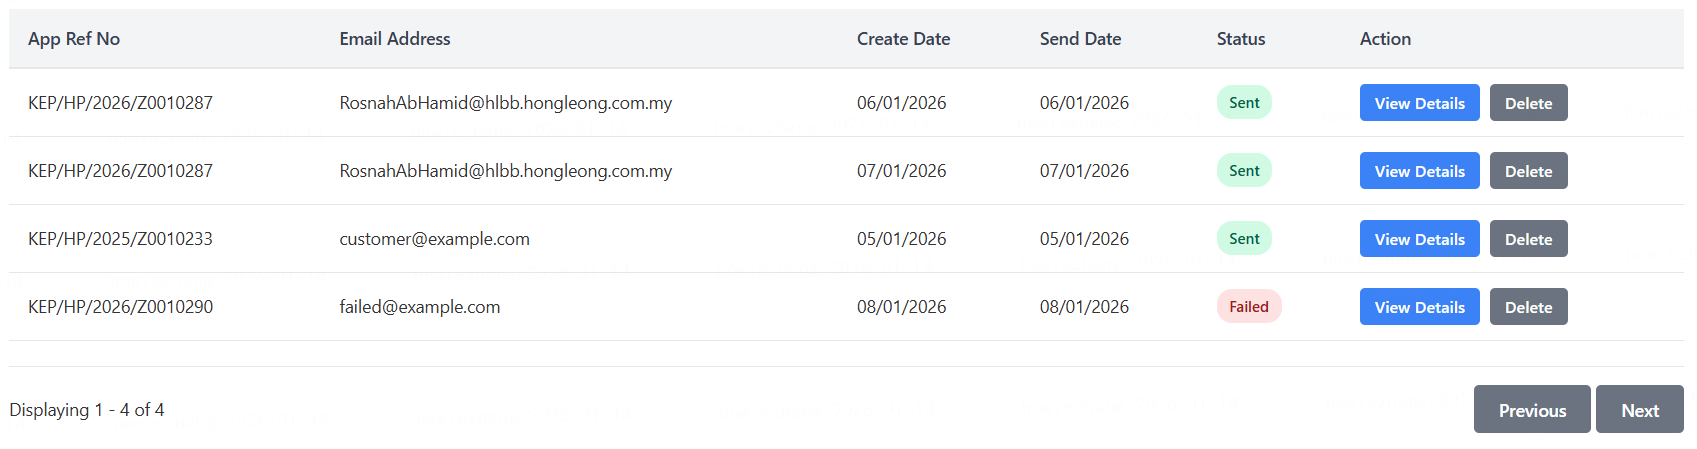 App Ref No Email Address Create Date Send Date Status Action
KEP/HP/2026/Z0010287 RosnahAbHamid@hlbb.hongleong.com.my 06/01/2026 06/01/2026 Sent View Details Delete
KEP/HP/2026/Z0010287 RosnahAbHamid@hlbb.hongleong.com.my 07/01/2026 07/01/2026 Sent View Details Delete
KEP/HP/2025/Z0010233 customer@example.com 05/01/2026 05/01/2026 Sent View Details Delete
KEP/HP/2026/Z0010290 failed@example.com 08/01/2026 08/01/2026 Failed View Details Delete
Displaying 1 - 4 of 4 Previous Next